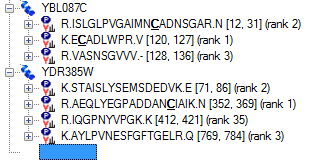 YBL087C
R.ISLGLPVGAIMNCADNSGAR.N [12, 31] (rank 2)
K.ECADLWPR.V [120, 127] (rank 1)
R.VASNSGVVV.- [128, 136] (rank 3)
YDR385W
K.STAISLYSEMSDEDVK.E [71, 86] (rank 2)
R.AEQLYEGPADDANCIAIK.N [352, 369] (rank 1)
R.IQGPNYVPGK.K [412, 421] (rank 35)
K.AYLPVNESFGFTGELR.Q [769, 784] (rank 3)